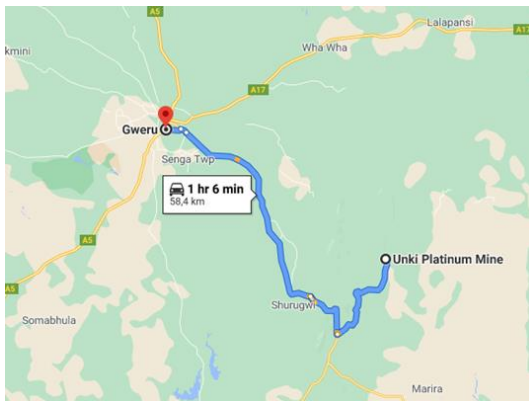 A5
Lalapansi
kmini
Wha Wha
A17
A17
Gweru
Senga Twp
1 hr 6 min
58,4 km
A5
Unki Platinum Mine
A5
Shurugwi
Somabhula
Marira